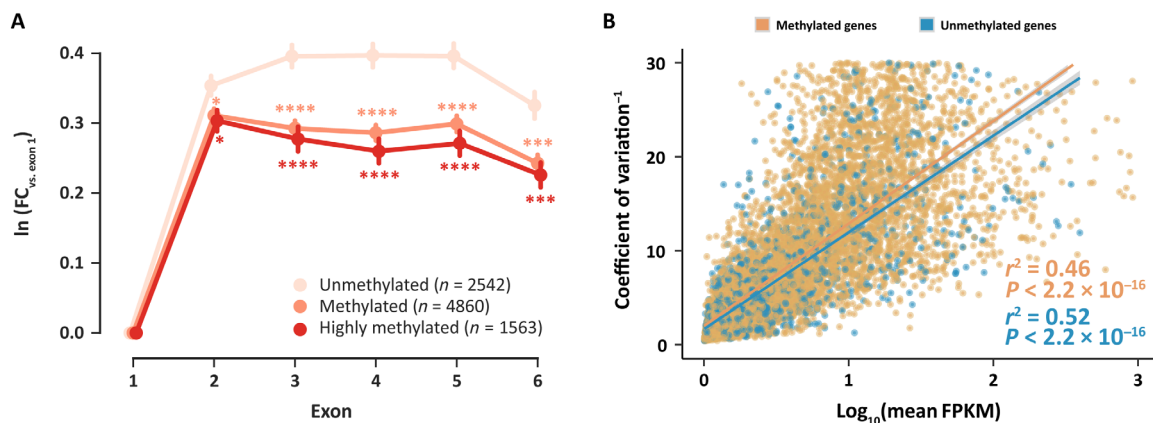 A
ln (FC vs. exon 1)
0.4
0.3
0.2
0.1
0.0
*
****
****
****
***
*
****
****
****
***
Unmethylated (n = 2542)
Methylated (n = 4860)
Highly methylated (n = 1563)
1 2 3 4 5 6
Exon
B
Methylated genes Unmethylated genes
Coefficient of variation⁻¹
30
20
10
0
r² = 0.46
P < 2.2 × 10⁻¹⁶
r² = 0.52
P < 2.2 × 10⁻¹⁶
0 1 2 3
Log₁₀(mean FPKM)